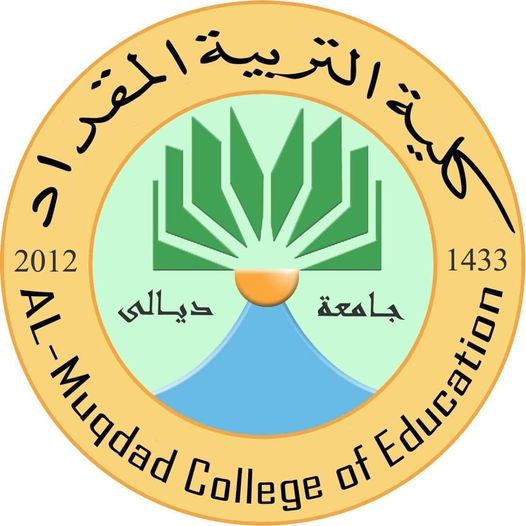 كلية التربية المقداد
2012
1433
جامعة ديالى
AL-Muqdad College of Education